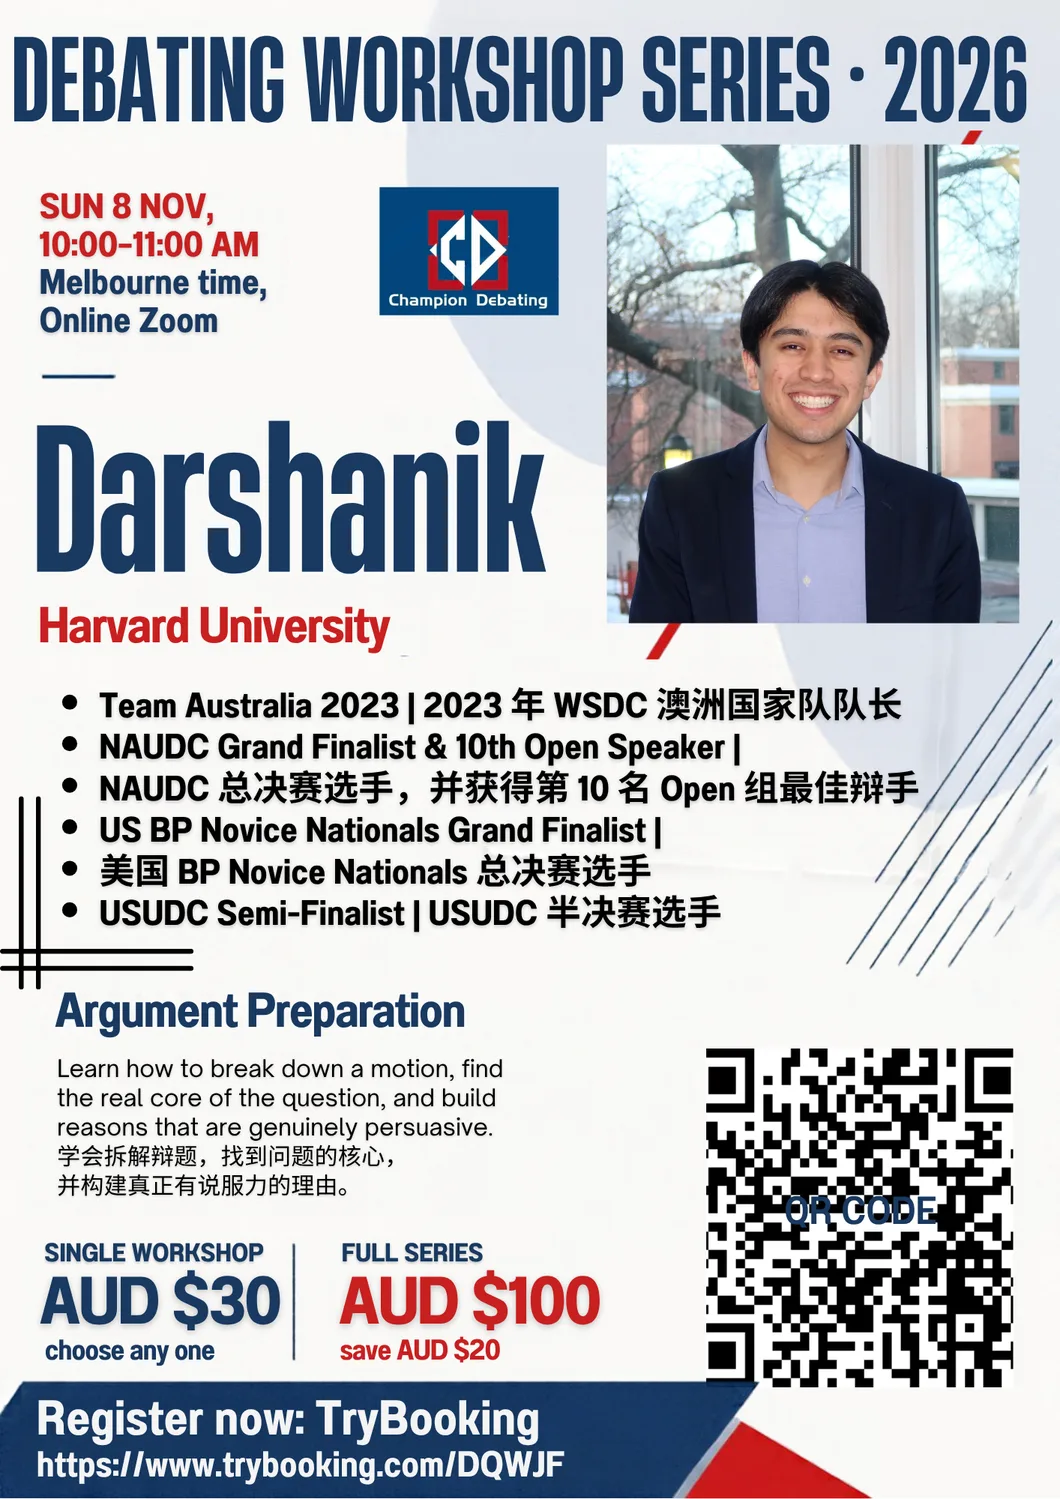 DEBATING WORKSHOP SERIES · 2026
SUN 8 NOV,
10:00–11:00 AM
Melbourne time,
Online Zoom
CD
Champion Debating
Darshanik
Harvard University
• Team Australia 2023 | 2023 年 WSDC 澳洲国家队队长
• NAUDC Grand Finalist & 10th Open Speaker |
• NAUDC 总决赛选手，并获得第 10 名 Open 组最佳辩手
• US BP Novice Nationals Grand Finalist |
• 美国 BP Novice Nationals 总决赛选手
• USUDC Semi-Finalist | USUDC 半决赛选手
Argument Preparation
Learn how to break down a motion, find
the real core of the question, and build
reasons that are genuinely persuasive.
学会拆解辩题，找到问题的核心，
并构建真正有说服力的理由。
QR CODE
SINGLE WORKSHOP
AUD $30
choose any one
FULL SERIES
AUD $100
save AUD $20
Register now: TryBooking
https://www.trybooking.com/DQWJF